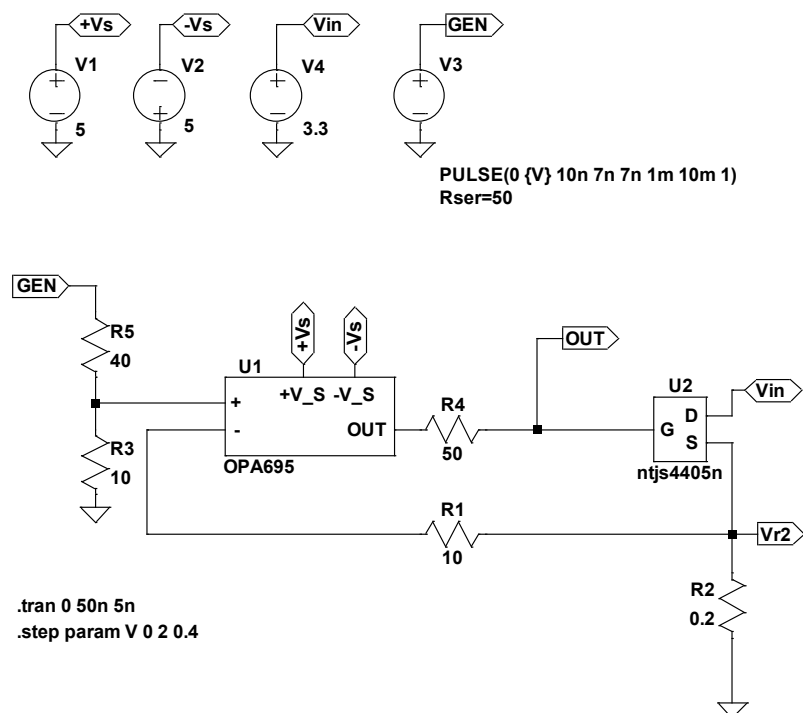 +Vs
-Vs
Vin
GEN
V1
V2
V4
V3
5
5
3.3
PULSE(0 {V} 10n 7n 7n 1m 10m 1)
Rser=50
GEN
R5
40
R3
10
U1
+Vs
-Vs
+V_S -V_S
OUT
OPA695
R4
50
OUT
U2
D
G
S
ntjs4405n
Vin
R1
10
Vr2
R2
0.2
.tran 0 50n 5n
.step param V 0 2 0.4